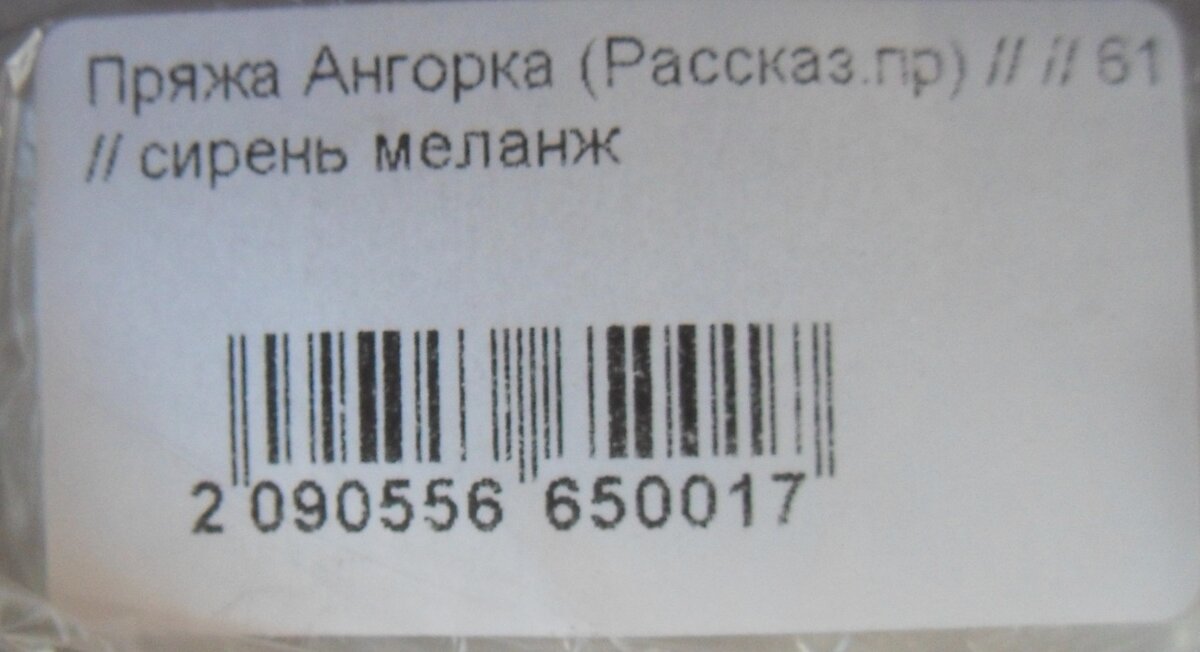 Пряжа Ангорка (Рассказ.пр) // // 61
// сирень меланж
2 090556 650017